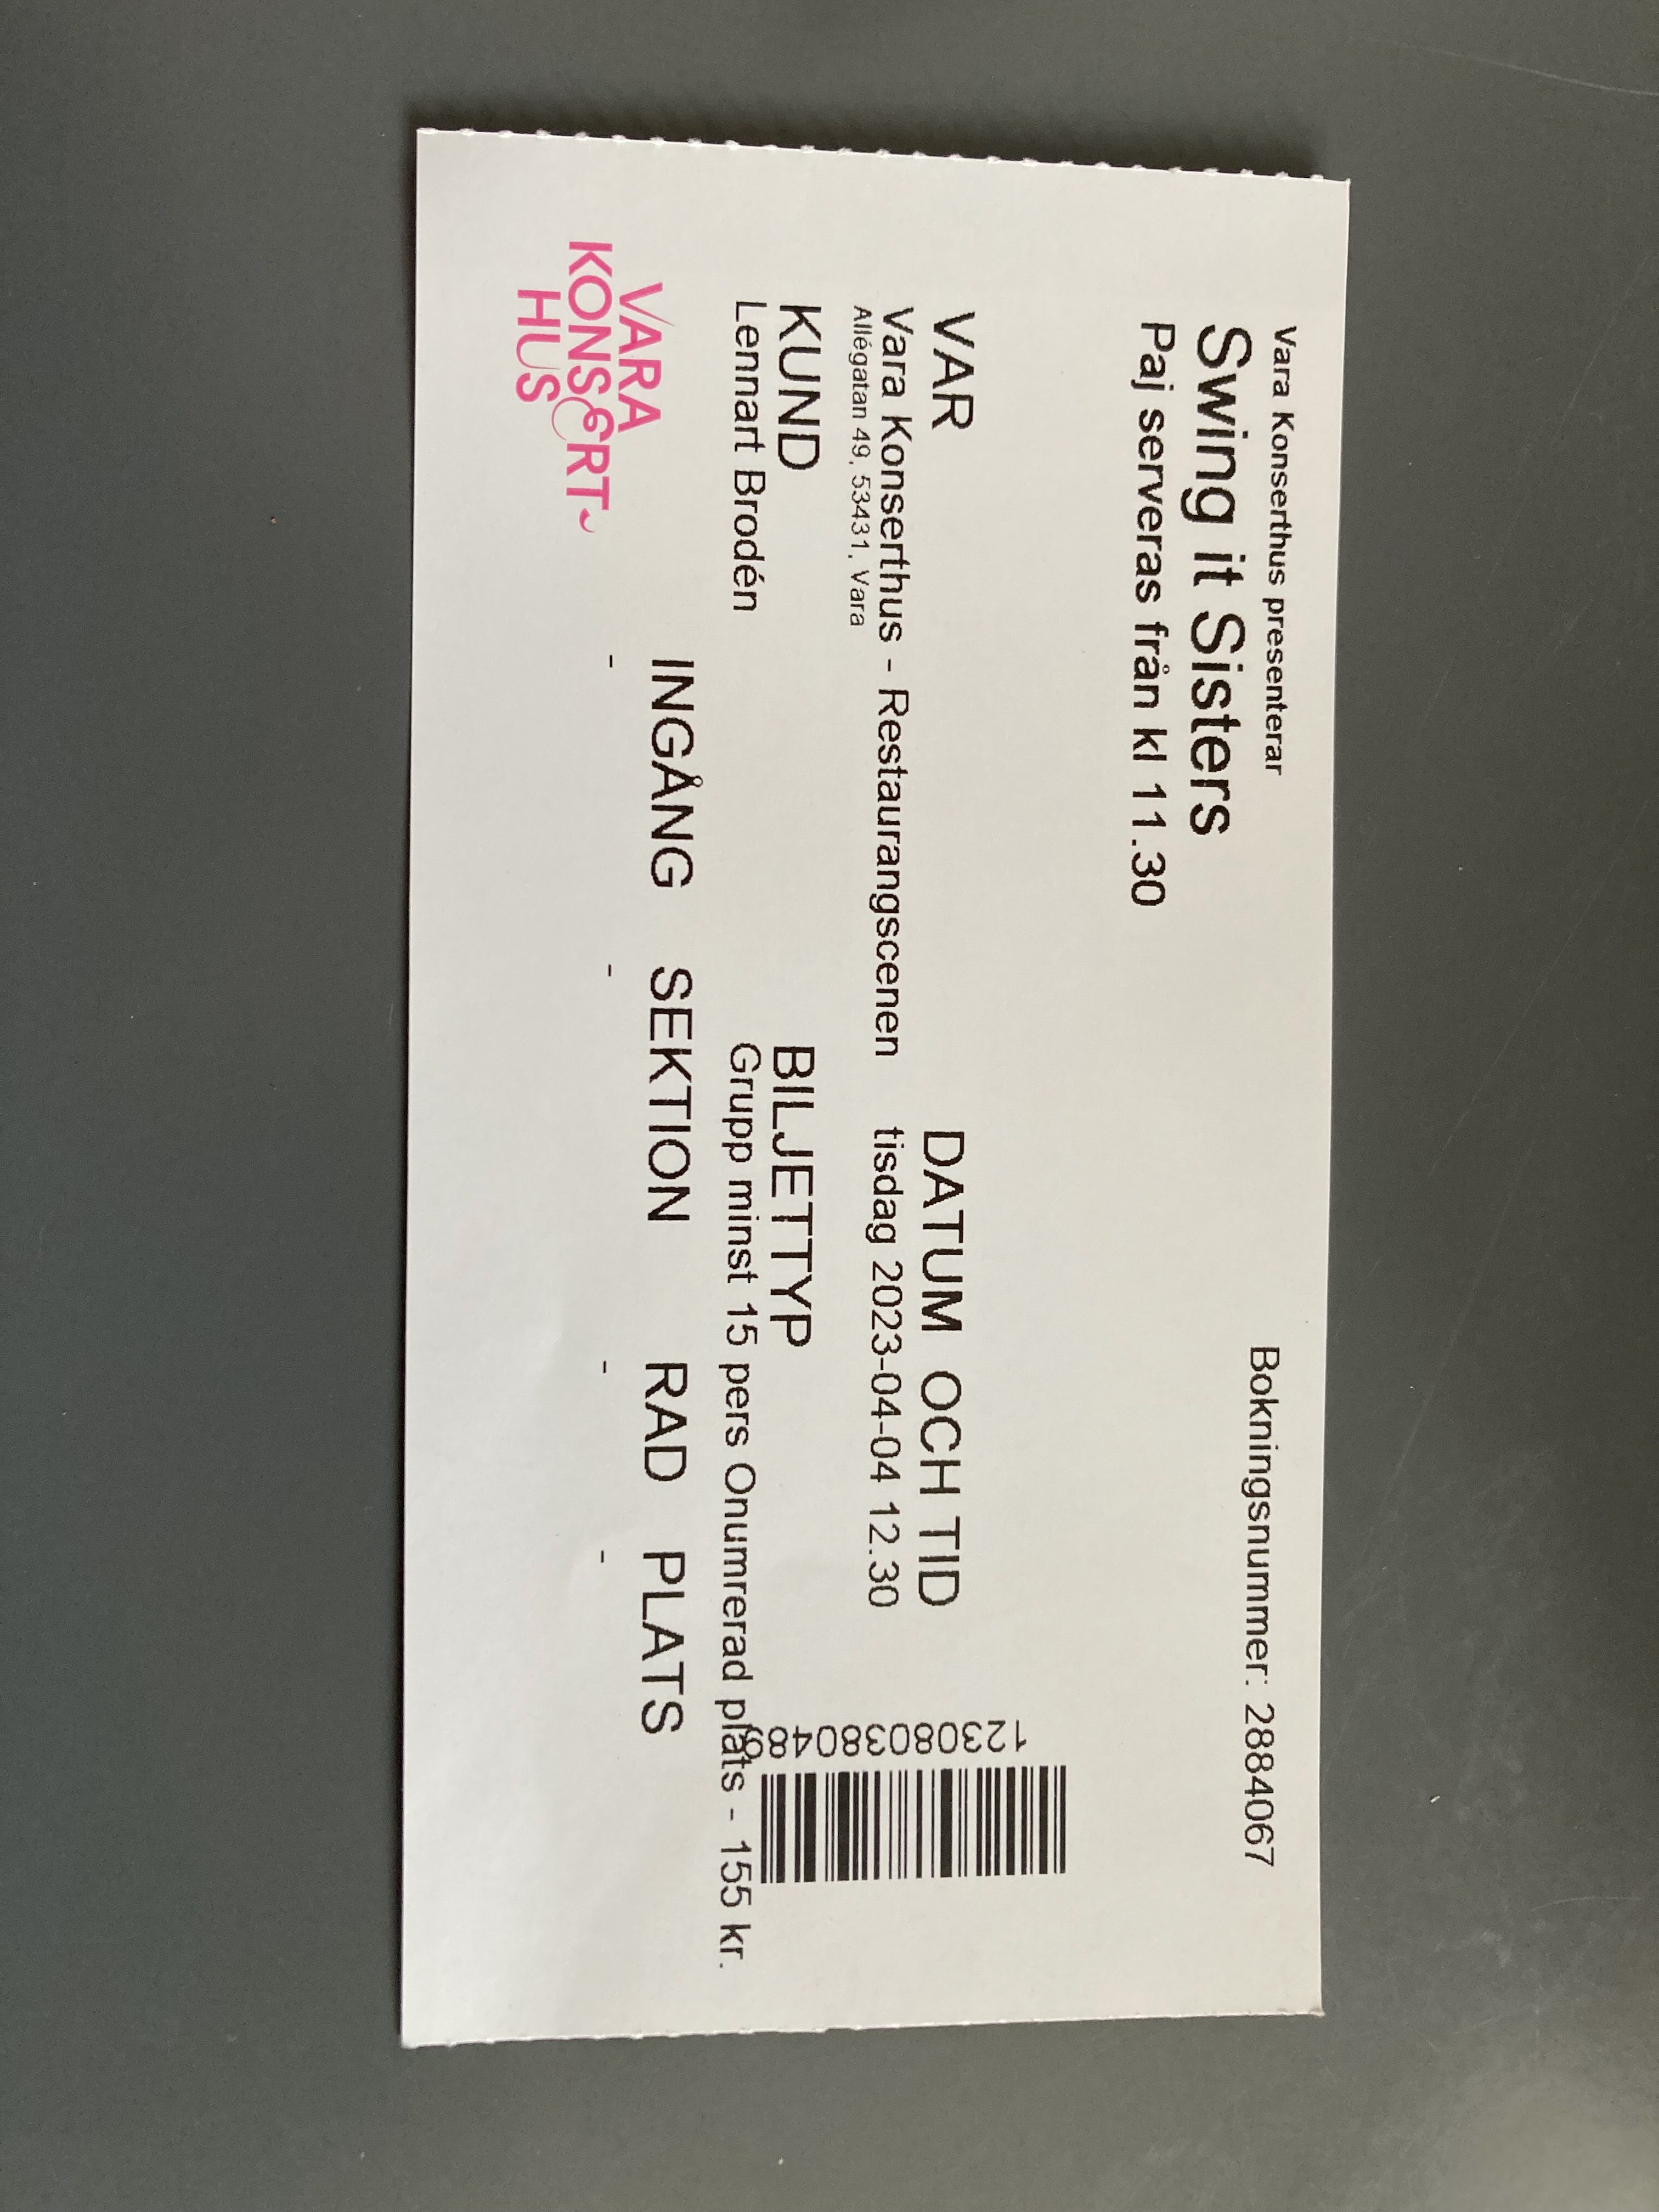 Vara Konserthus presenterar
Bokningsnummer: 2884067
Swing it Sisters
Paj serveras från kl 11.30
VAR
DATUM OCH TID
Vara Konserthus - Restaurangscenen
tisdag 2023-04-04 12.30
Allégatan 49, 53431, Vara
KUND
BILJETTYP
Lennart Brodén
Grupp minst 15 pers Onumrerad plats - 155 kr.
INGÅNG SEKTION RAD PLATS
- - - -
VARA
KONSERT-
HUS